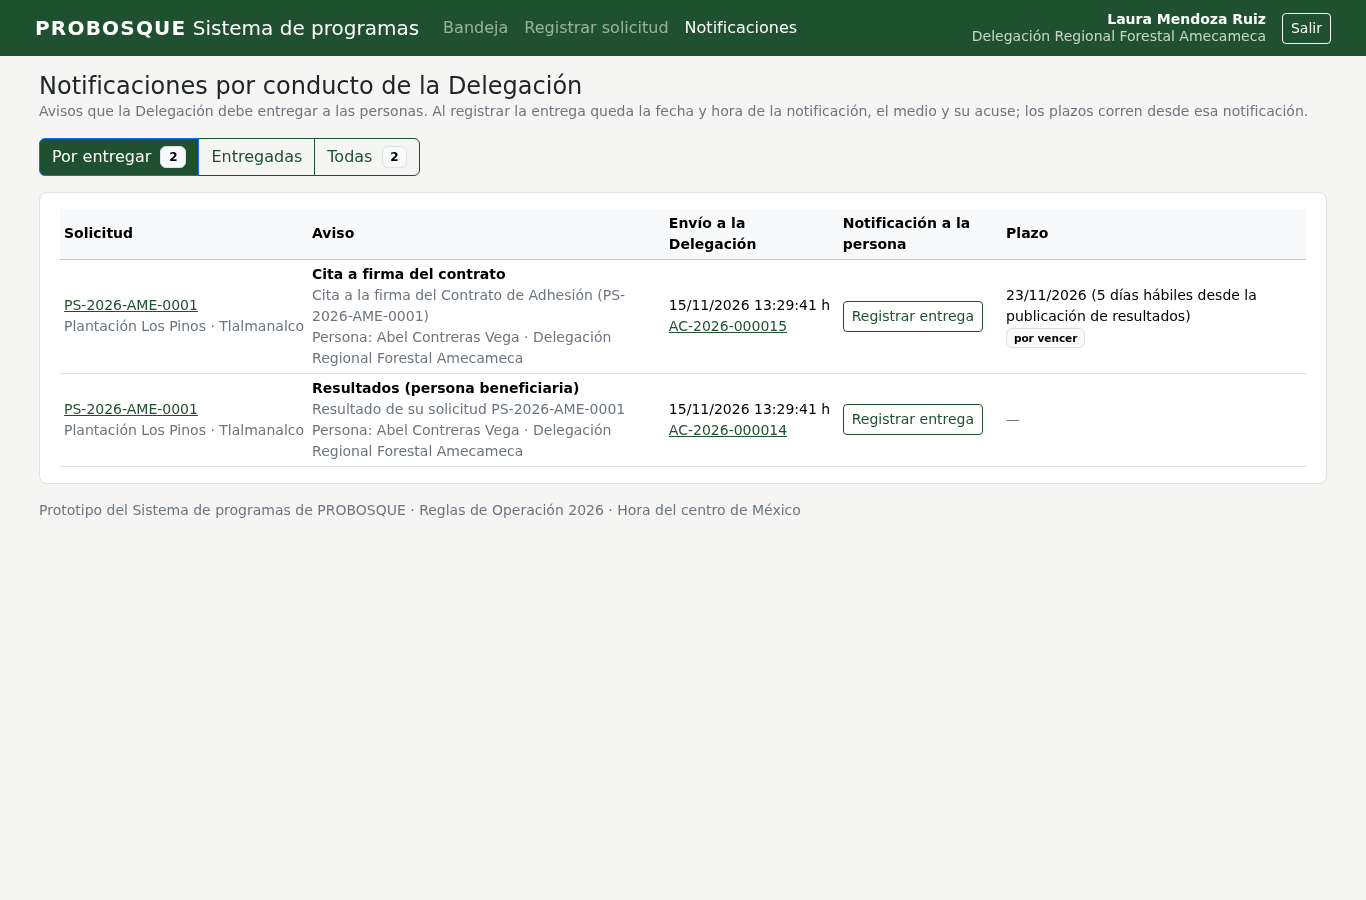 PROBOSQUE Sistema de programas Bandeja Registrar solicitud Notificaciones
Laura Mendoza Ruiz
Delegación Regional Forestal Amecameca
Salir
Notificaciones por conducto de la Delegación
Avisos que la Delegación debe entregar a las personas. Al registrar la entrega queda la fecha y hora de la notificación, el medio y su acuse; los plazos corren desde esa notificación.
Por entregar 2 Entregadas Todas 2
Solicitud
Aviso
Envío a la
Delegación
Notificación a la
persona
Plazo
PS-2026-AME-0001
Plantación Los Pinos · Tlalmanalco
Cita a firma del contrato
Cita a la firma del Contrato de Adhesión (PS-
2026-AME-0001)
Persona: Abel Contreras Vega · Delegación
Regional Forestal Amecameca
15/11/2026 13:29:41 h
AC-2026-000015
Registrar entrega
23/11/2026 (5 días hábiles desde la
publicación de resultados)
por vencer
PS-2026-AME-0001
Plantación Los Pinos · Tlalmanalco
Resultados (persona beneficiaria)
Resultado de su solicitud PS-2026-AME-0001
Persona: Abel Contreras Vega · Delegación
Regional Forestal Amecameca
15/11/2026 13:29:41 h
AC-2026-000014
Registrar entrega
—
Prototipo del Sistema de programas de PROBOSQUE · Reglas de Operación 2026 · Hora del centro de México